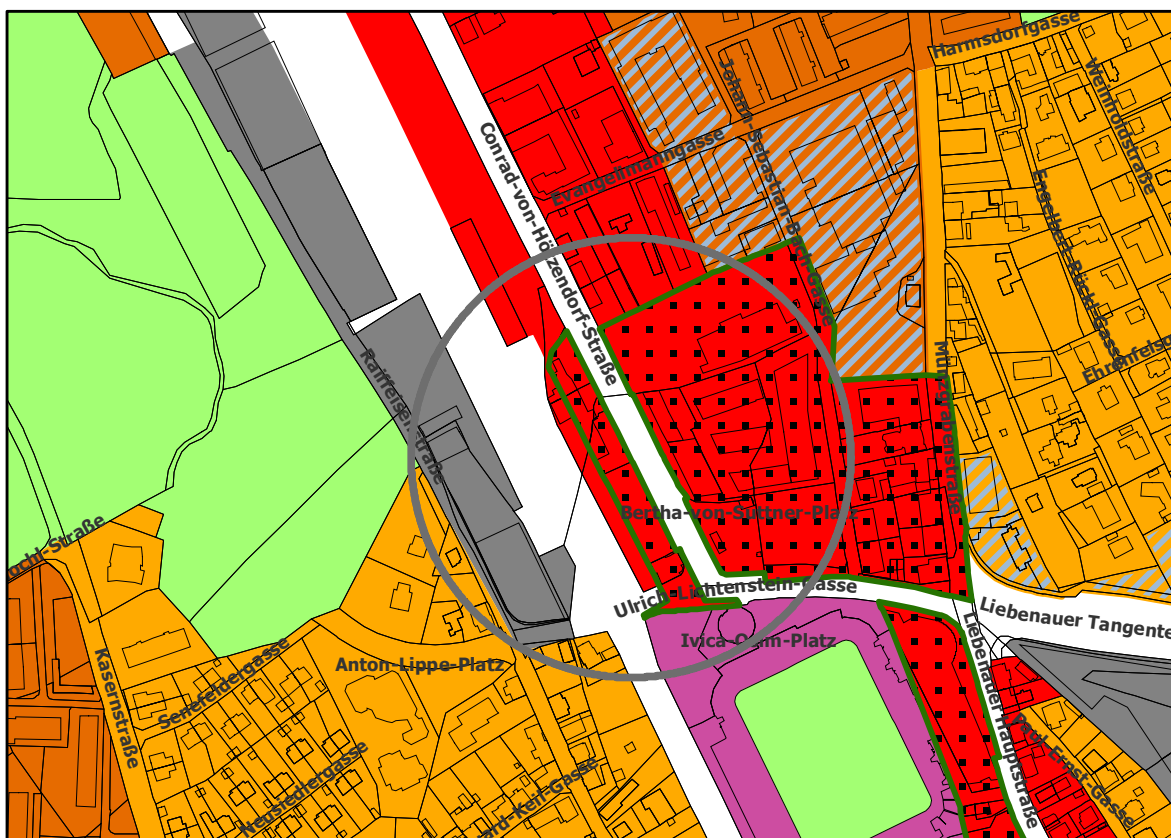 Harmsdorfgasse
Johann-Sebastian-Bach-Gasse
Weinholdstraße
Conrad-von-Hötzendorf-Straße
Evangelimanngasse
Engelbert-Rückl-Gasse
Raiffeisenstraße
Münzgrabenstraße
Bertha-von-Suttner-Platz
Ulrich-Lichtenstein-Gasse
Liebenauer Tangente
Ivica-Osim-Platz
Anton-Lippe-Platz
Kasernstraße
Senefeldergasse
Liebenauer Hauptstraße
Paul-Ernst-Gasse
Neusiedlergasse